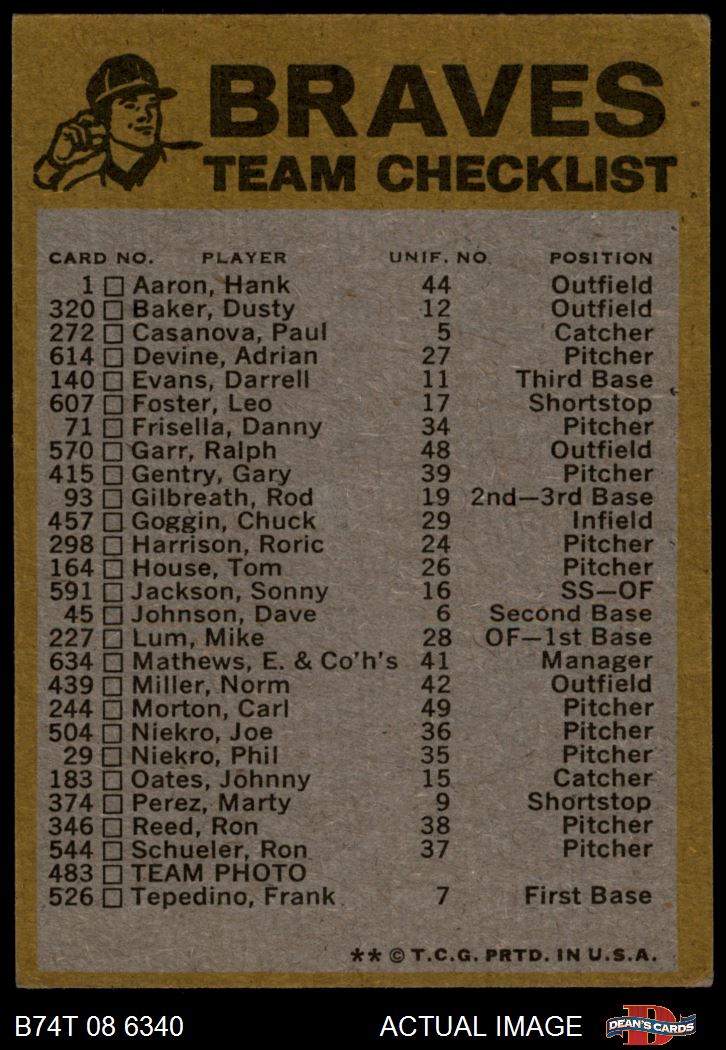 BRAVES
TEAM CHECKLIST
CARD NO. PLAYER UNIF. NO. POSITION
1 Aaron, Hank 44 Outfield
320 Baker, Dusty 12 Outfield
272 Casanova, Paul 5 Catcher
614 Devine, Adrian 27 Pitcher
140 Evans, Darrell 11 Third Base
607 Foster, Leo 17 Shortstop
71 Frisella, Danny 34 Pitcher
570 Garr, Ralph 48 Outfield
415 Gentry, Gary 39 Pitcher
93 Gilbreath, Rod 19 2nd—3rd Base
457 Goggin, Chuck 29 Infield
298 Harrison, Roric 24 Pitcher
164 House, Tom 26 Pitcher
591 Jackson, Sonny 16 SS—OF
45 Johnson, Dave 6 Second Base
227 Lum, Mike 28 OF—1st Base
634 Mathews, E. & Co'h's 41 Manager
439 Miller, Norm 42 Outfield
244 Morton, Carl 49 Pitcher
504 Niekro, Joe 36 Pitcher
29 Niekro, Phil 35 Pitcher
183 Oates, Johnny 15 Catcher
374 Perez, Marty 9 Shortstop
346 Reed, Ron 38 Pitcher
544 Schueler, Ron 37 Pitcher
483 TEAM PHOTO
526 Tepedino, Frank 7 First Base
** © T.C.G. PRTD. IN U.S.A.
B74T 08 6340 ACTUAL IMAGE D DEAN'S CARDS